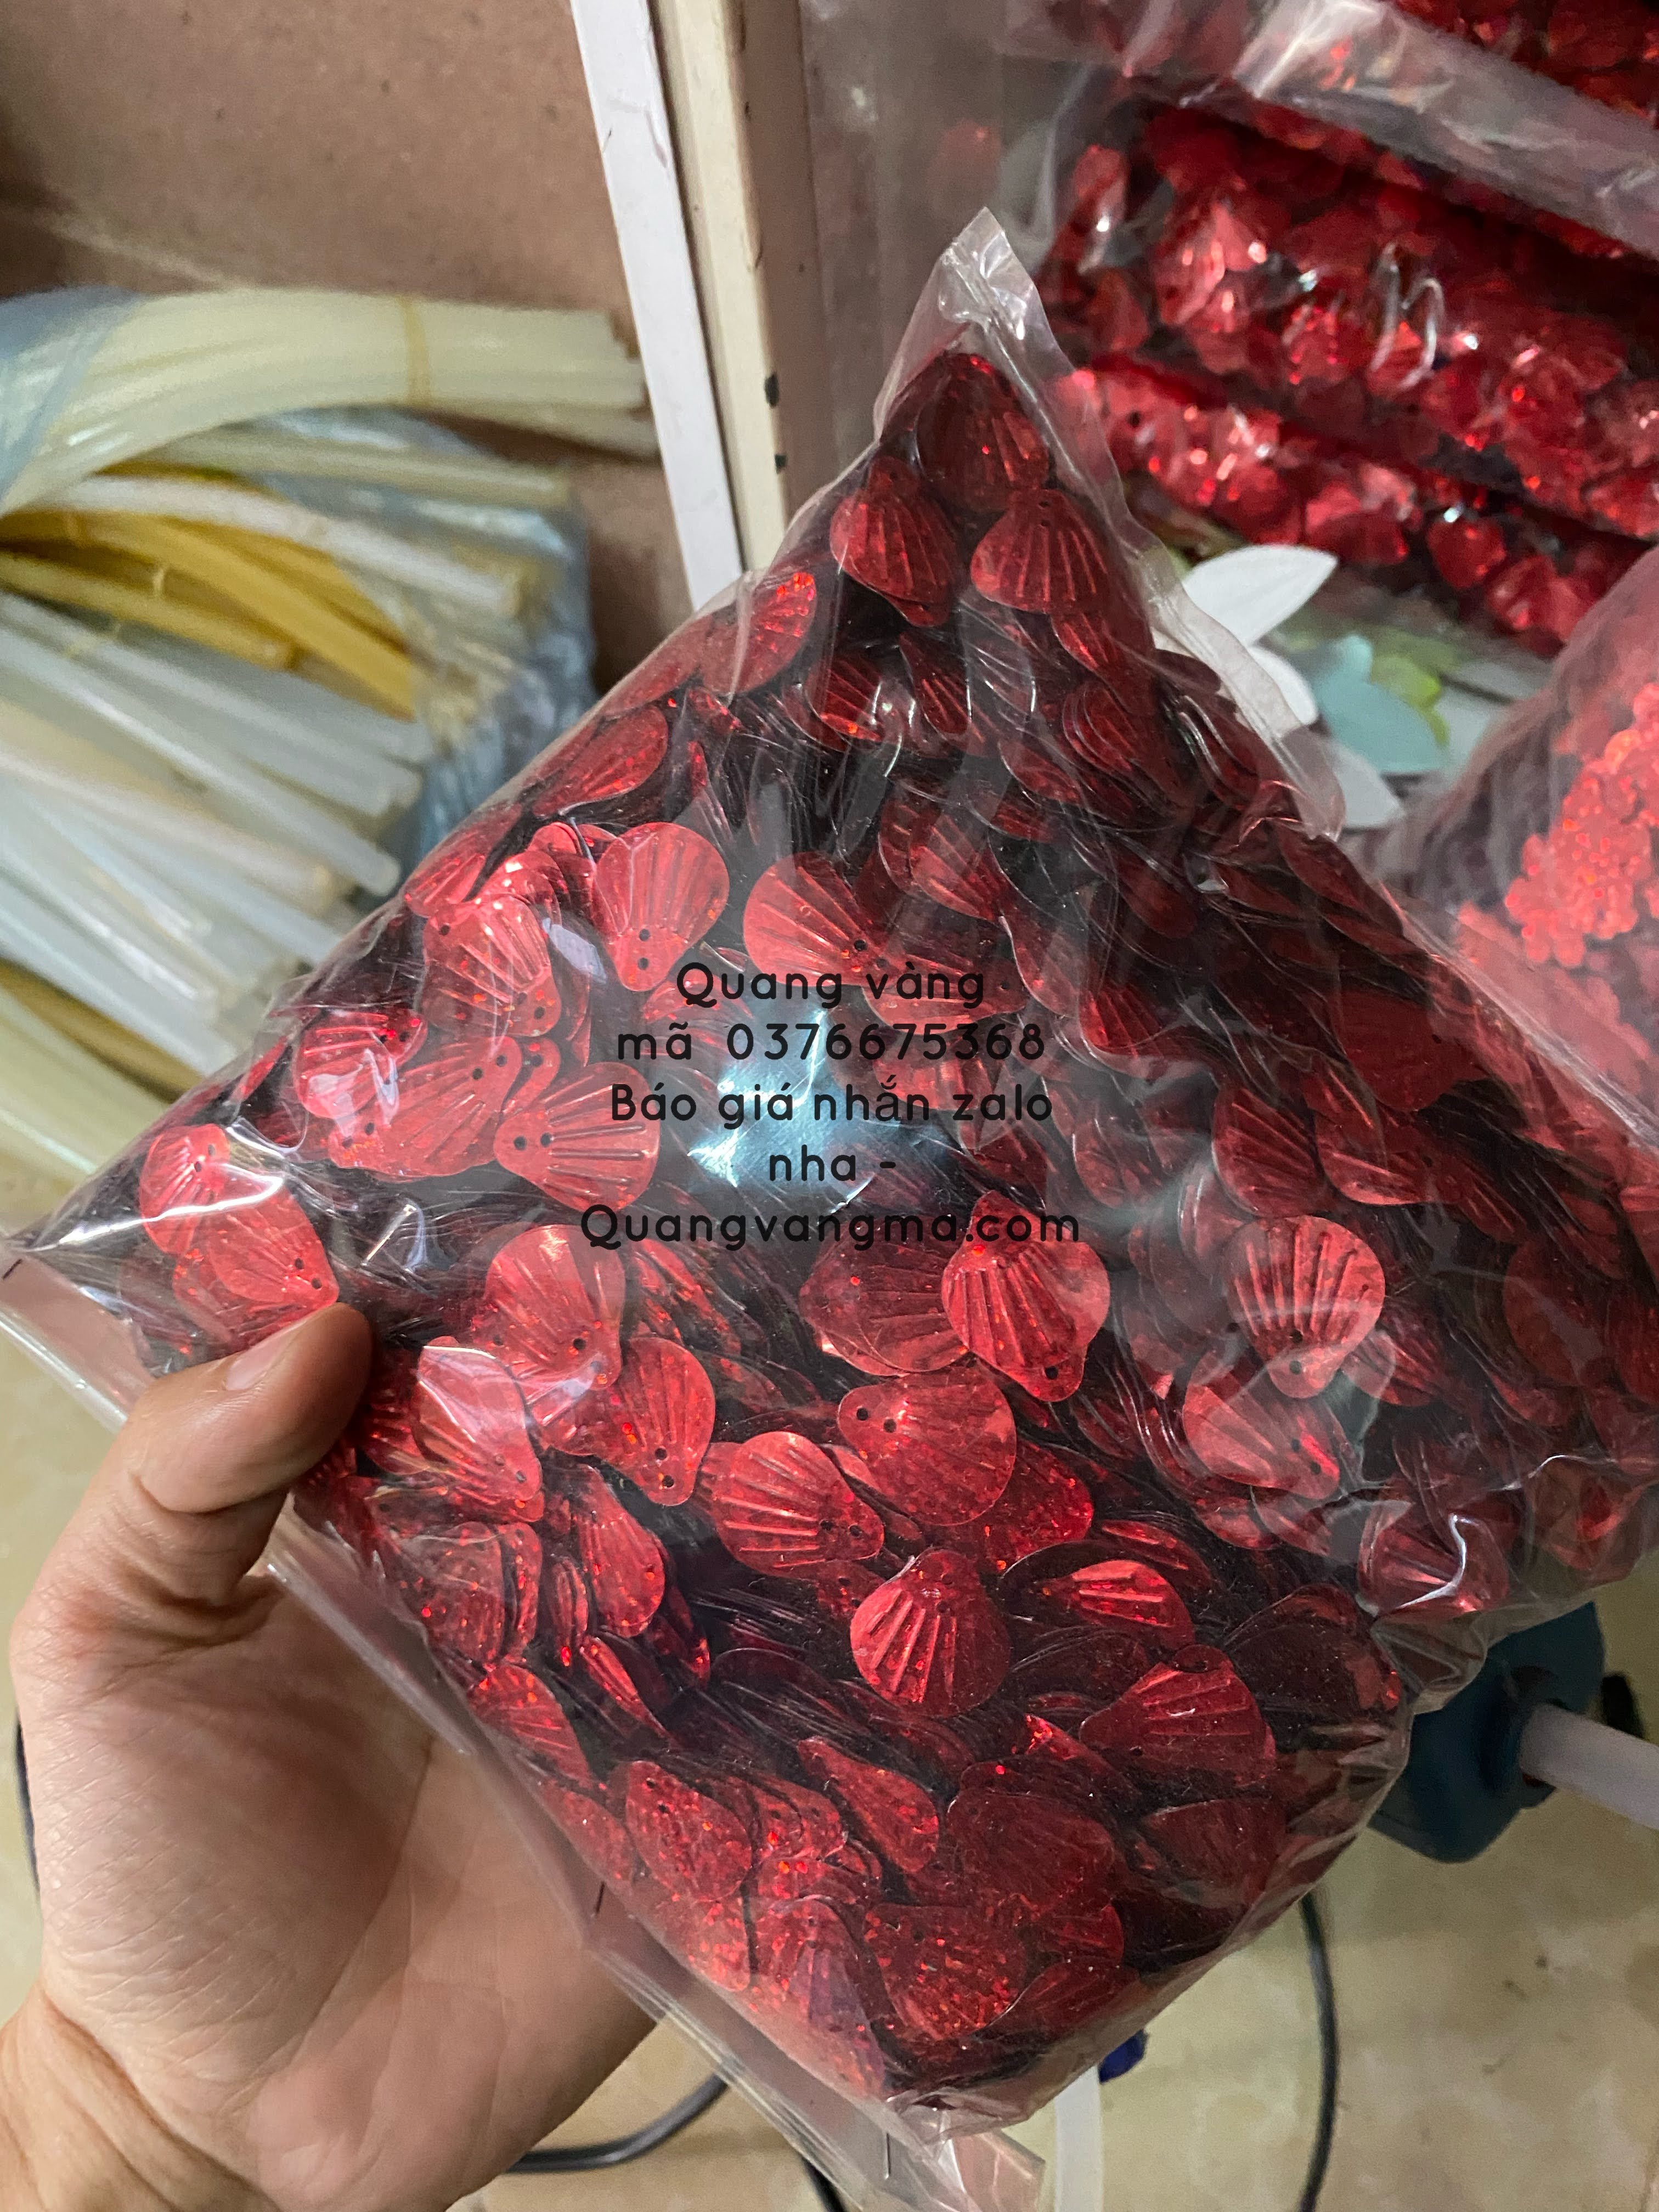 Quang vàng
mã 0376675368
Báo giá nhắn zalo
nha -
Quangvangma.com